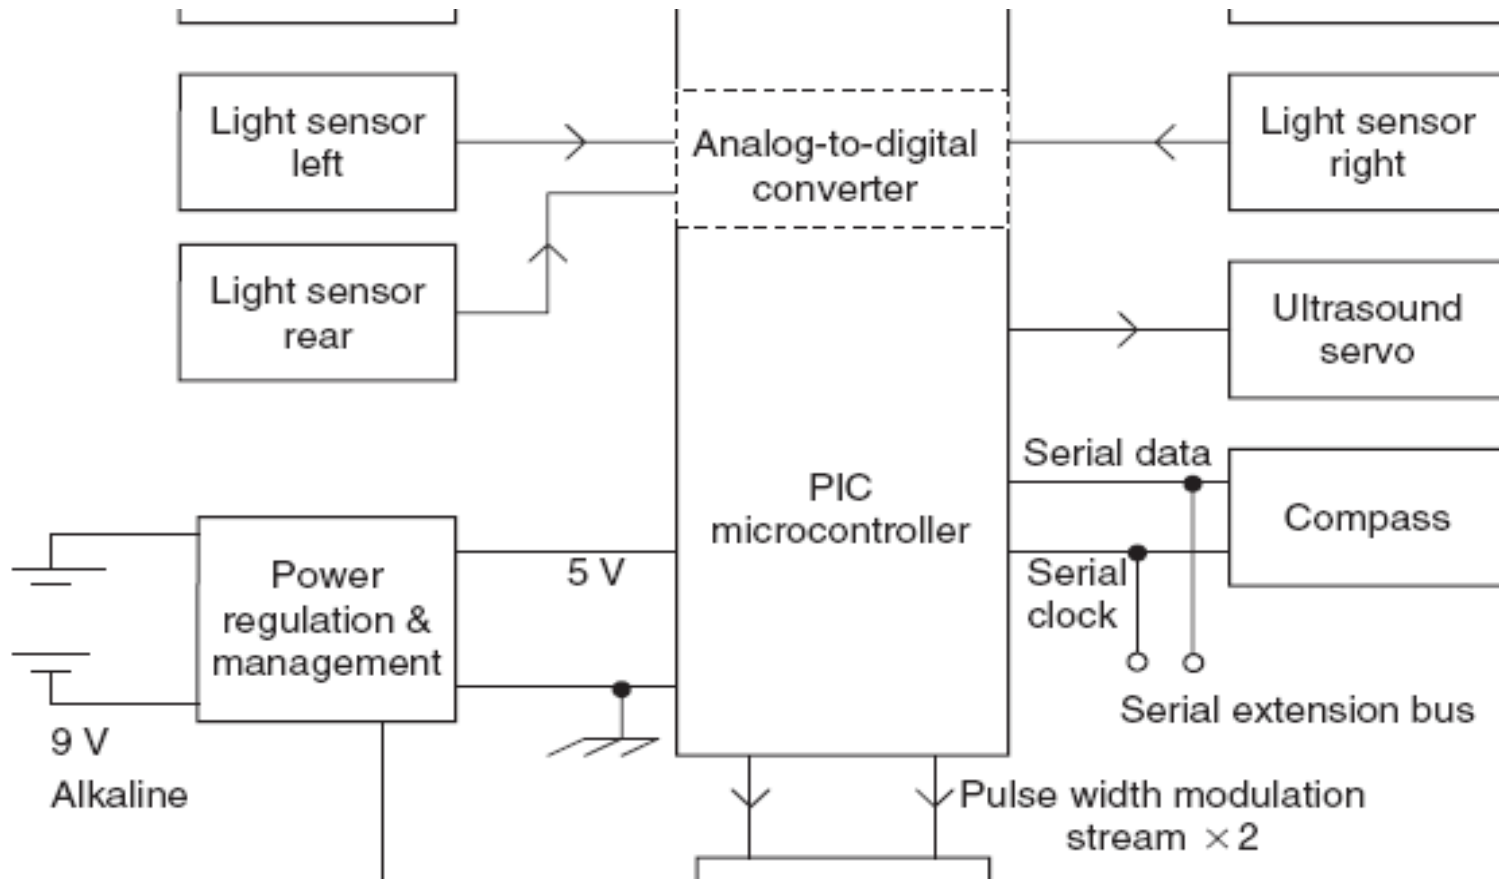 Light sensor
left
Analog-to-digital
converter
Light sensor
right
Light sensor
rear
Ultrasound
servo
Serial data
PIC
microcontroller
Compass
Power
regulation &
management
5 V
Serial
clock
Serial extension bus
9 V
Alkaline
Pulse width modulation
stream ×2